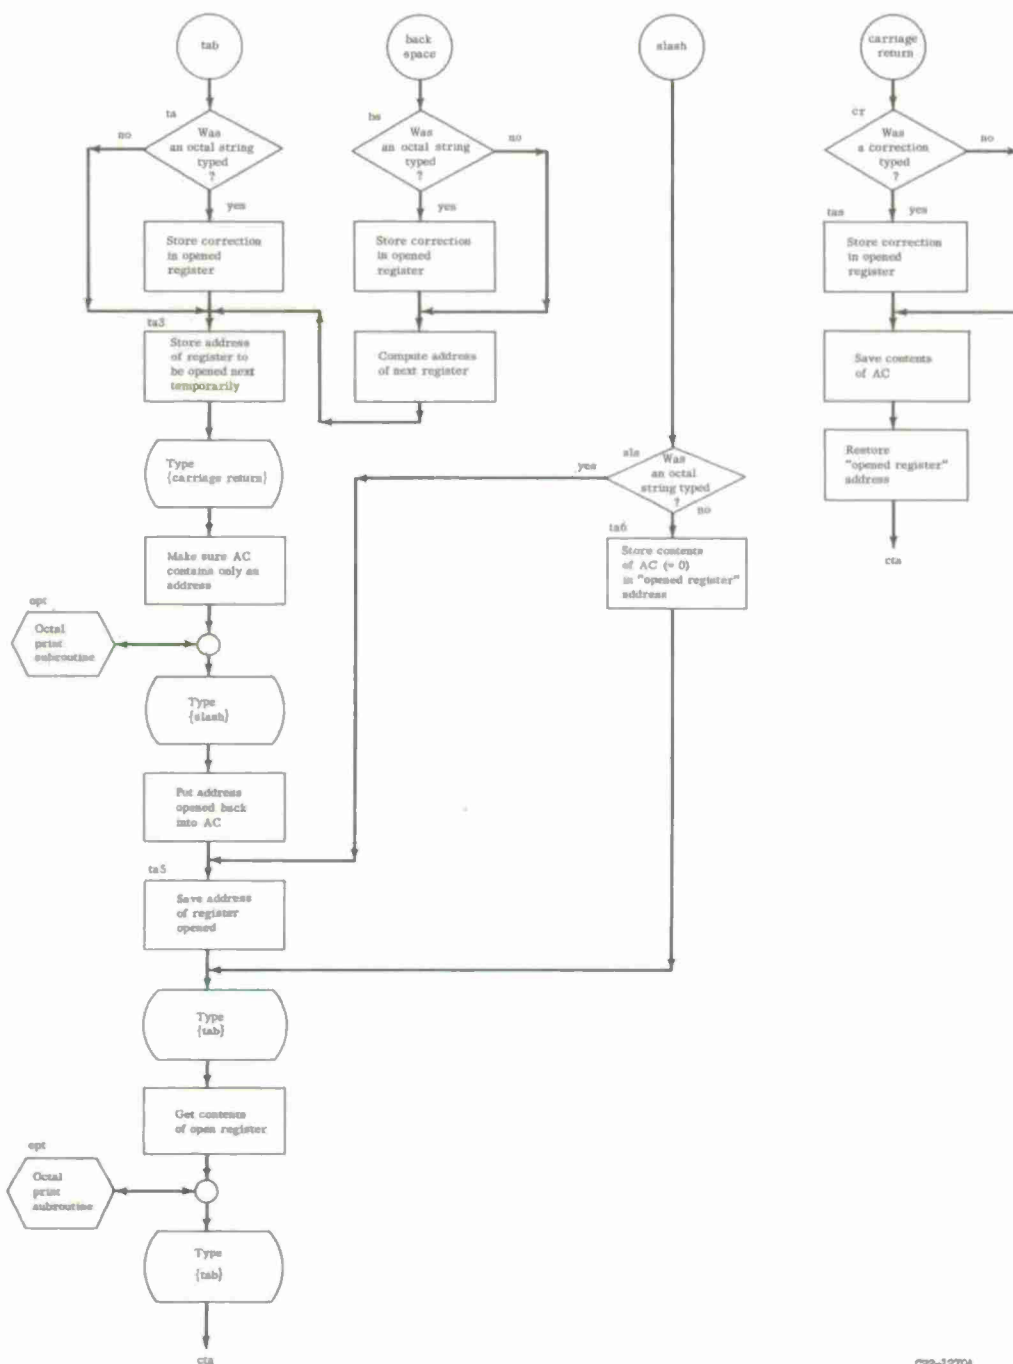 tab
ta
Was
an octal string
typed
?
no
yes
Store correction
in opened
register
ta3
Store address
of register to
be opened next
temporarily
Type
{carriage return}
Make sure AC
contains only an
address
opt
Octal
print
subroutine
Type
{slash}
Put address
opened back
into AC
ta5
Save address
of register
opened
Type
{tab}
Get contents
of open register
opt
Octal
print
subroutine
Type
{tab}
cta
back
space
bs
Was
an octal string
typed
?
no
yes
Store correction
in opened
register
Compute address
of next register
slash
sla
Was
an octal
string typed
?
yes
no
ta6
Store contents
of AC (= 0)
in "opened register"
address
carriage
return
cr
Was
a correction
typed
?
no
tas
yes
Store correction
in opened
register
Save contents
of AC
Restore
"opened register"
address
cta